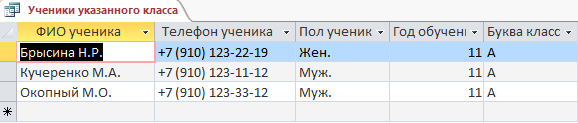 Ученики указанного класса
ФИО ученика Телефон ученика Пол ученик Год обучени Буква класс
Брысина Н.Р. +7 (910) 123-22-19 Жен. 11 А
Кучеренко М.А. +7 (910) 123-11-12 Муж. 11 А
Окопный М.О. +7 (910) 123-33-12 Муж. 11 А